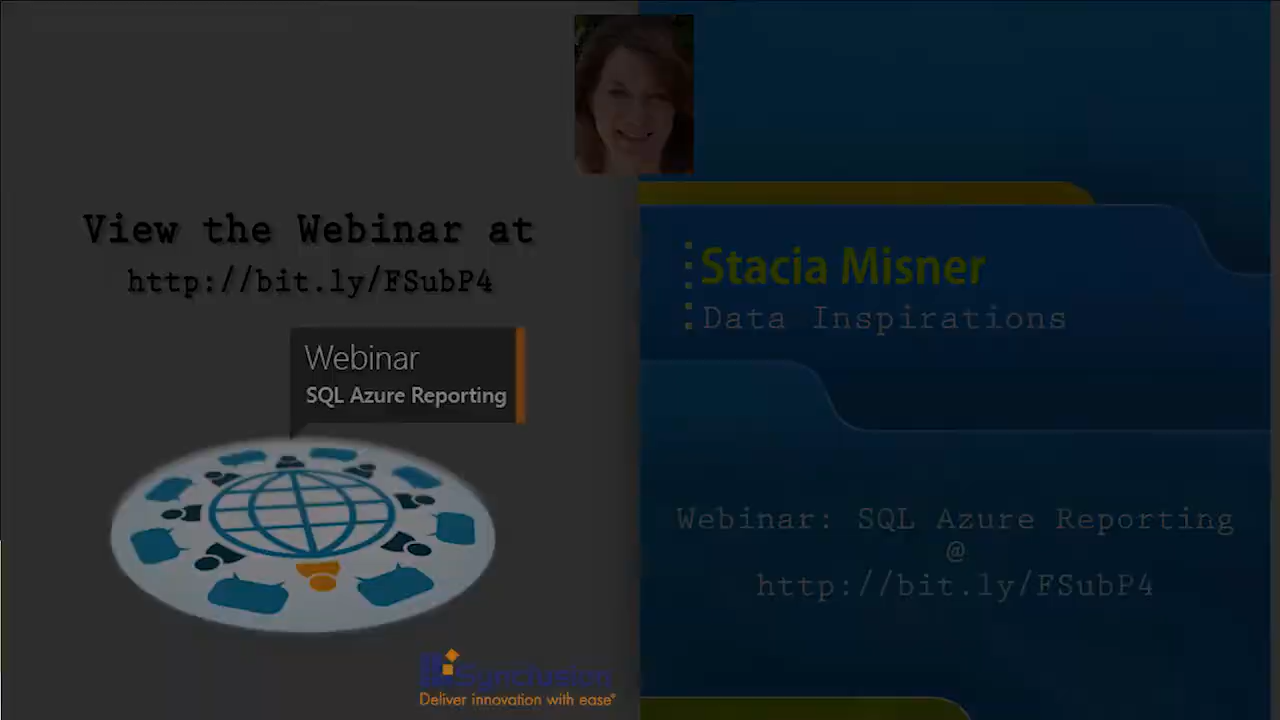 View the Webinar at
http://bit.ly/FSubP4
Webinar
SQL Azure Reporting
Syncfusion
Deliver innovation with ease®
Stacia Misner
Data Inspirations
Webinar: SQL Azure Reporting
@
http://bit.ly/FSubP4